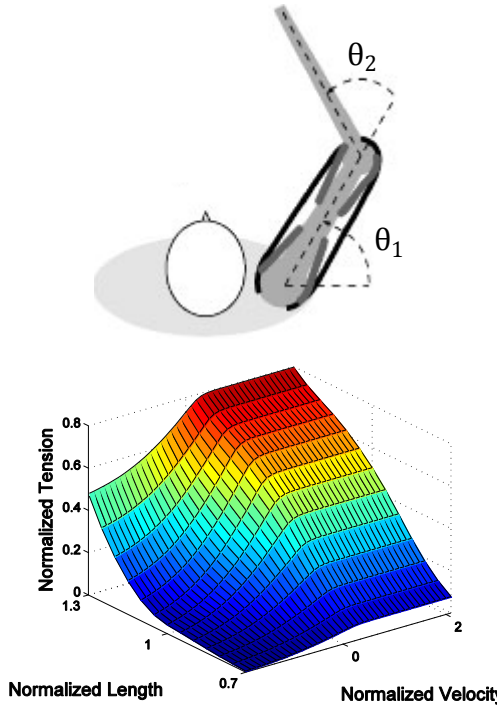 θ2
θ1
0.8
0.6
0.4
0.2
0
Normalized Tension
1.3
1
0.7
Normalized Length
0
2
Normalized Velocity